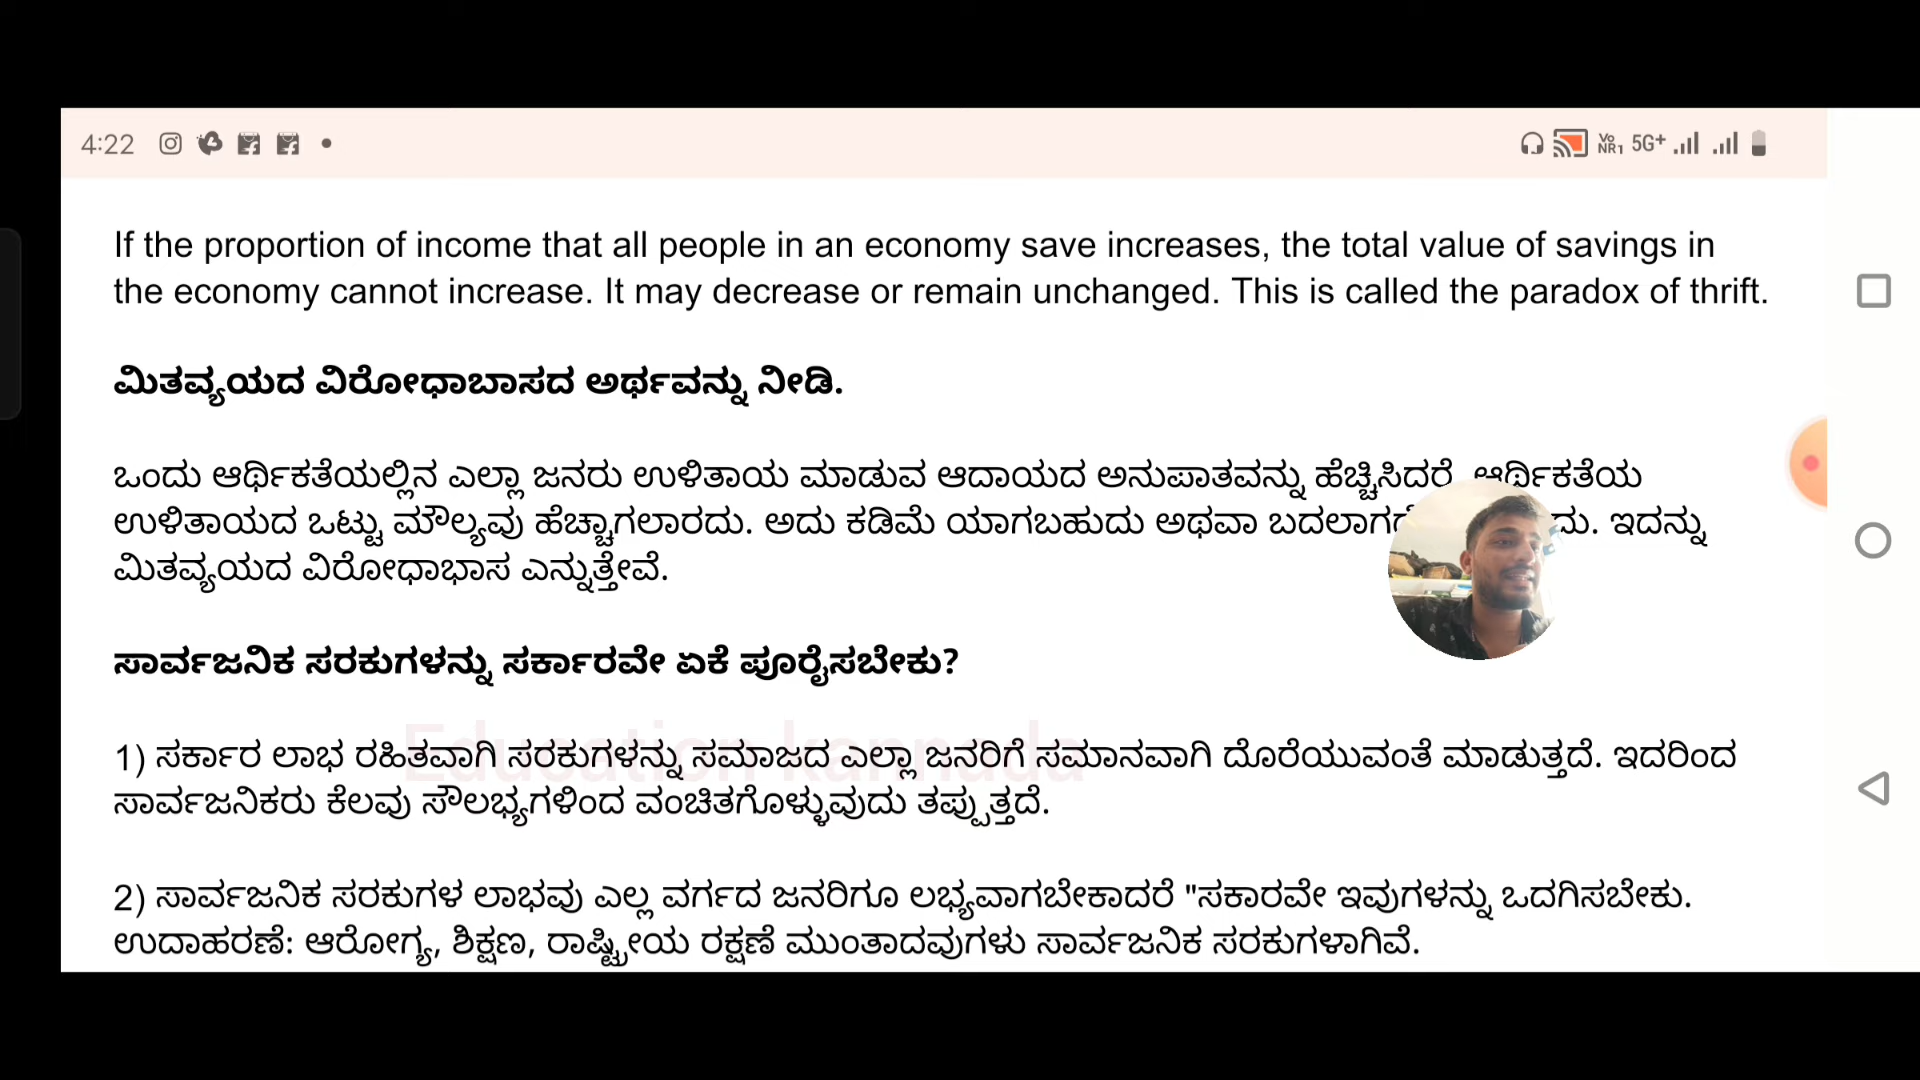 4:22
Vo NR1 5G+
If the proportion of income that all people in an economy save increases, the total value of savings in
the economy cannot increase. It may decrease or remain unchanged. This is called the paradox of thrift.
ಮಿತವ್ಯಯದ ವಿರೋಧಾಬಾಸದ ಅರ್ಥವನ್ನು ನೀಡಿ.
ಒಂದು ಆರ್ಥಿಕತೆಯಲ್ಲಿನ ಎಲ್ಲಾ ಜನರು ಉಳಿತಾಯ ಮಾಡುವ ಆದಾಯದ ಅನುಪಾತವನ್ನು ಹೆಚ್ಚಿಸಿದರೆ ಆರ್ಥಿಕತೆಯ
ಉಳಿತಾಯದ ಒಟ್ಟು ಮೌಲ್ಯವು ಹೆಚ್ಚಾಗಲಾರದು. ಅದು ಕಡಿಮೆ ಯಾಗಬಹುದು ಅಥವಾ ಇದನ್ನು
ಮಿತವ್ಯಯದ ವಿರೋಧಾಭಾಸ ಎನ್ನುತ್ತೇವೆ.
ಸಾರ್ವಜನಿಕ ಸರಕುಗಳನ್ನು ಸರ್ಕಾರವೇ ಏಕೆ ಪೂರೈಸಬೇಕು?
Education kannada
1) ಸರ್ಕಾರ ಲಾಭ ರಹಿತವಾಗಿ ಸರಕುಗಳನ್ನು ಸಮಾಜದ ಎಲ್ಲಾ ಜನರಿಗೆ ಸಮಾನವಾಗಿ ದೊರೆಯುವಂತೆ ಮಾಡುತ್ತದೆ. ಇದರಿಂದ
ಸಾರ್ವಜನಿಕರು ಕೆಲವು ಸೌಲಭ್ಯಗಳಿಂದ ವಂಚಿತಗೊಳ್ಳುವುದು ತಪ್ಪುತ್ತದೆ.
2) ಸಾರ್ವಜನಿಕ ಸರಕುಗಳ ಲಾಭವು ಎಲ್ಲ ವರ್ಗದ ಜನರಿಗೂ ಲಭ್ಯವಾಗಬೇಕಾದರೆ "ಸಕಾರವೇ ಇವುಗಳನ್ನು ಒದಗಿಸಬೇಕು.
ಉದಾಹರಣೆ: ಆರೋಗ್ಯ, ಶಿಕ್ಷಣ, ರಾಷ್ಟ್ರೀಯ ರಕ್ಷಣೆ ಮುಂತಾದವುಗಳು ಸಾರ್ವಜನಿಕ ಸರಕುಗಳಾಗಿವೆ.